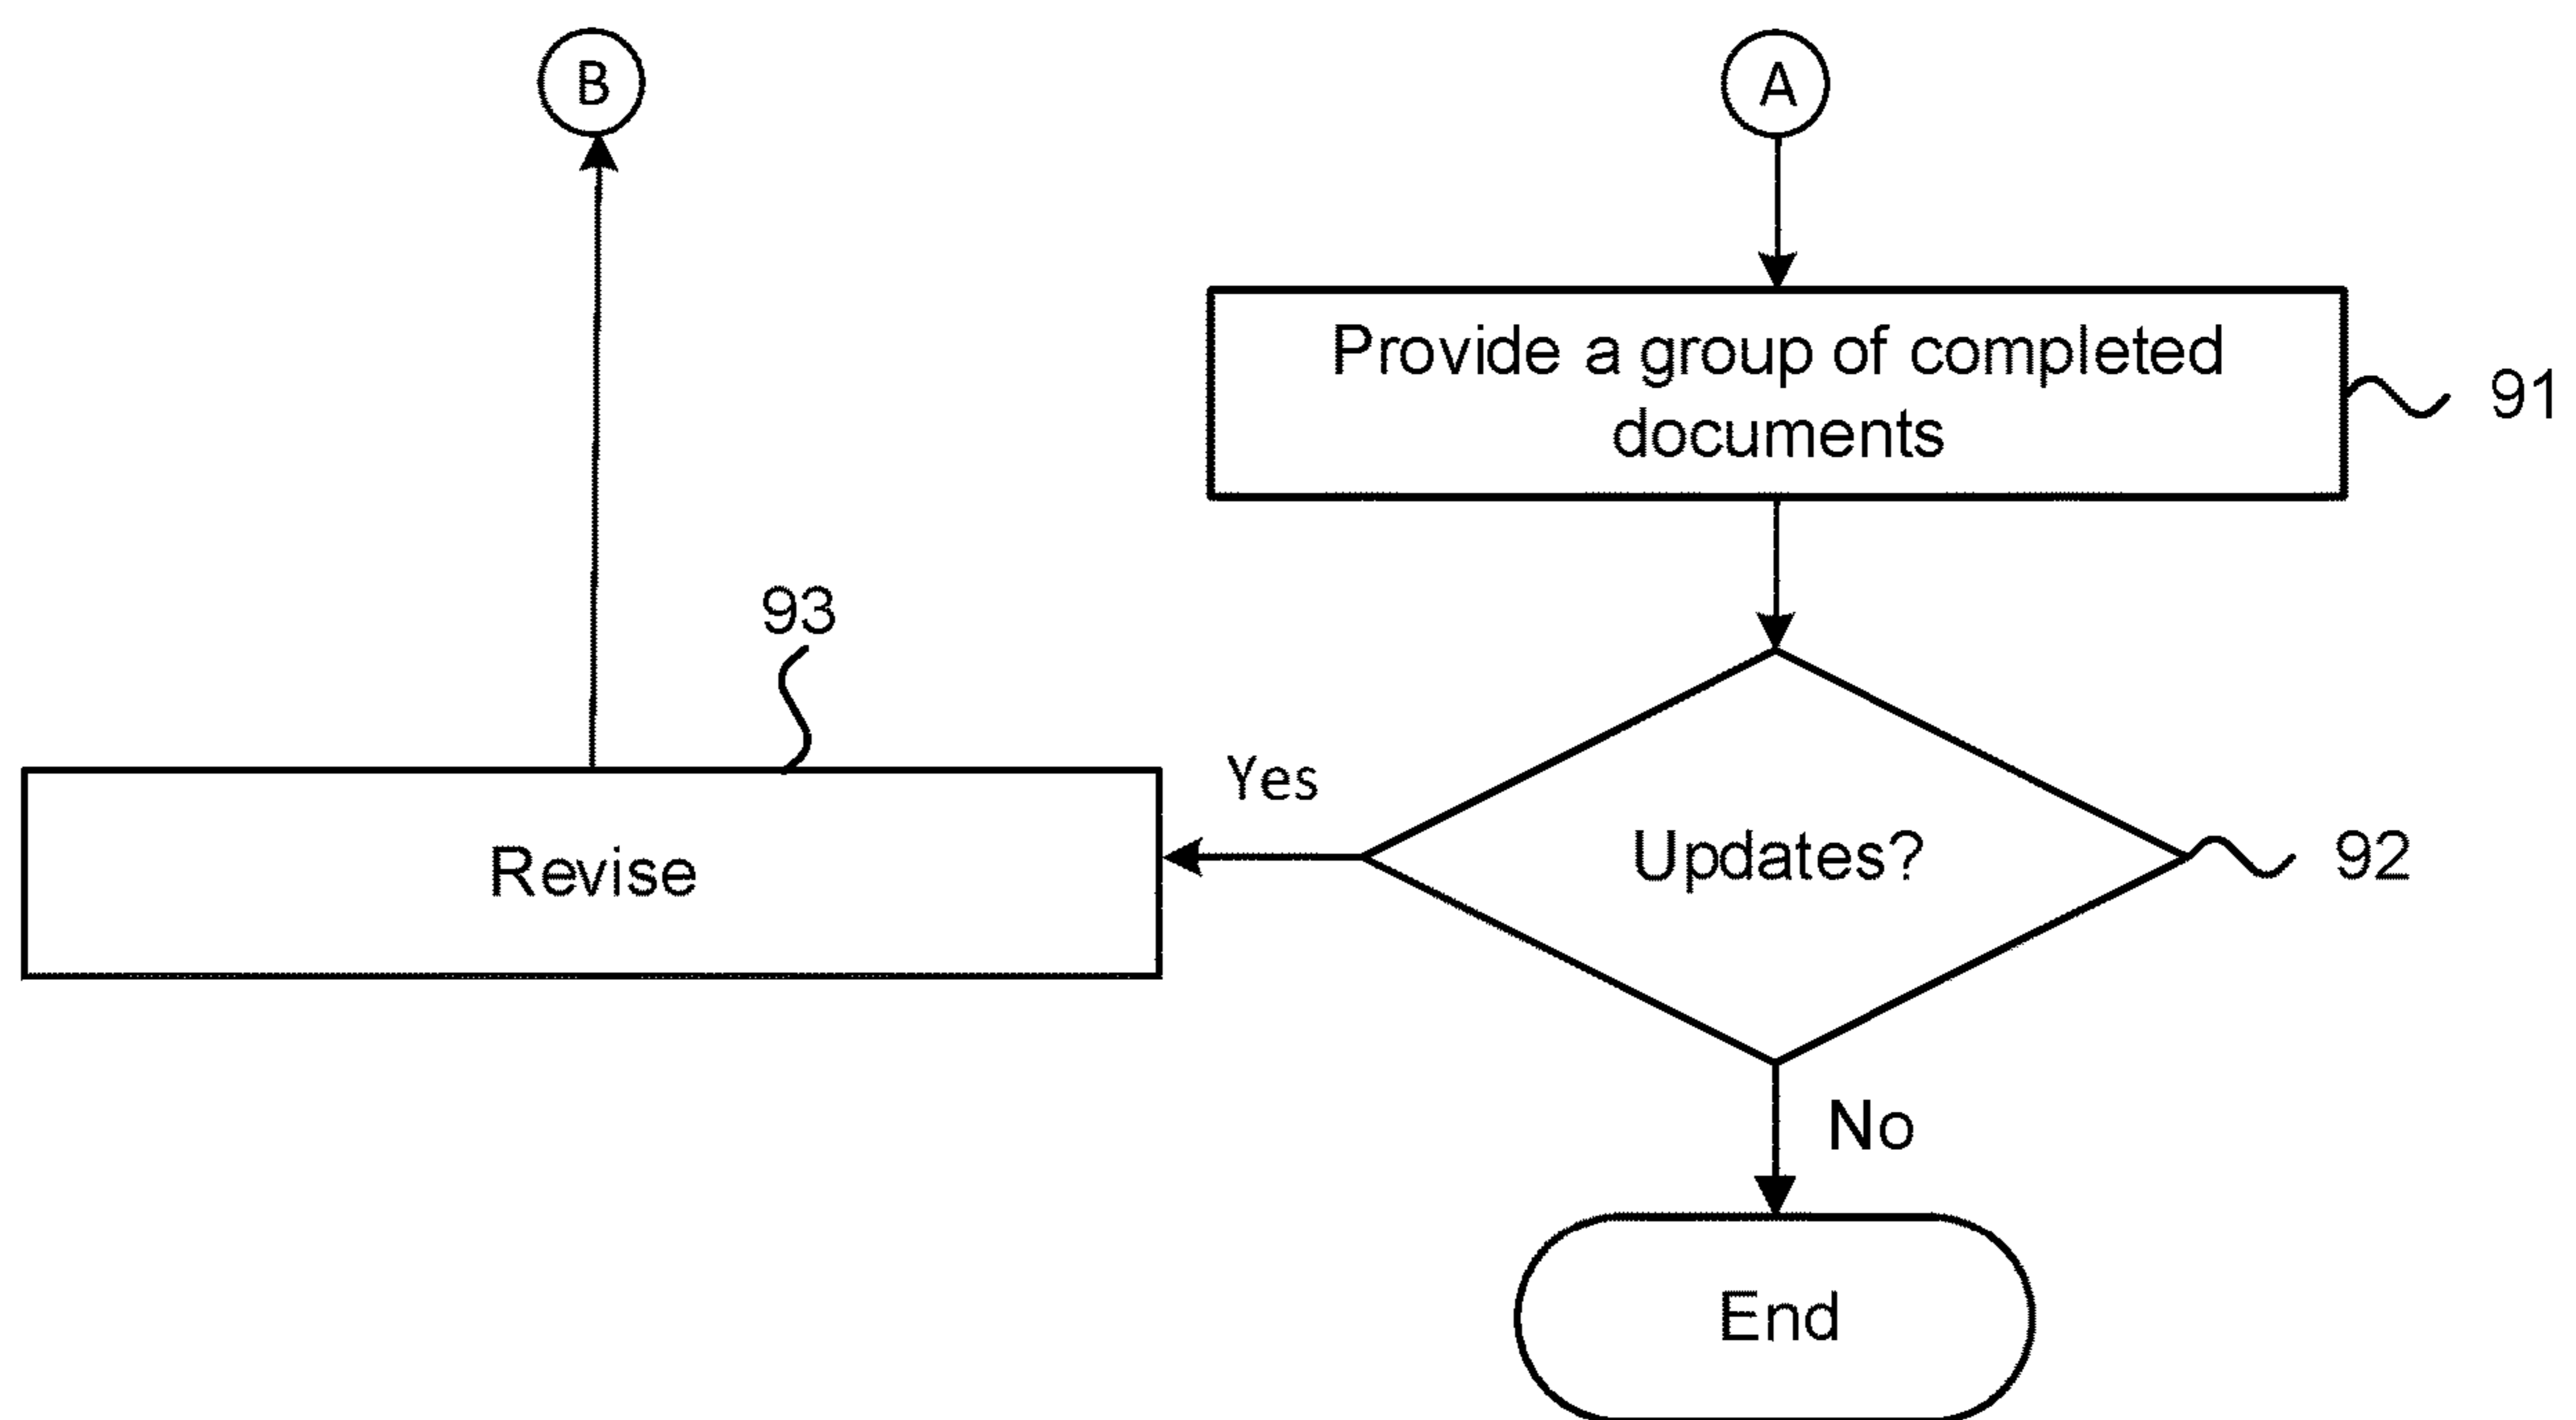 B
A
Provide a group of completed
documents
91
93
Yes
Revise
Updates?
92
No
End